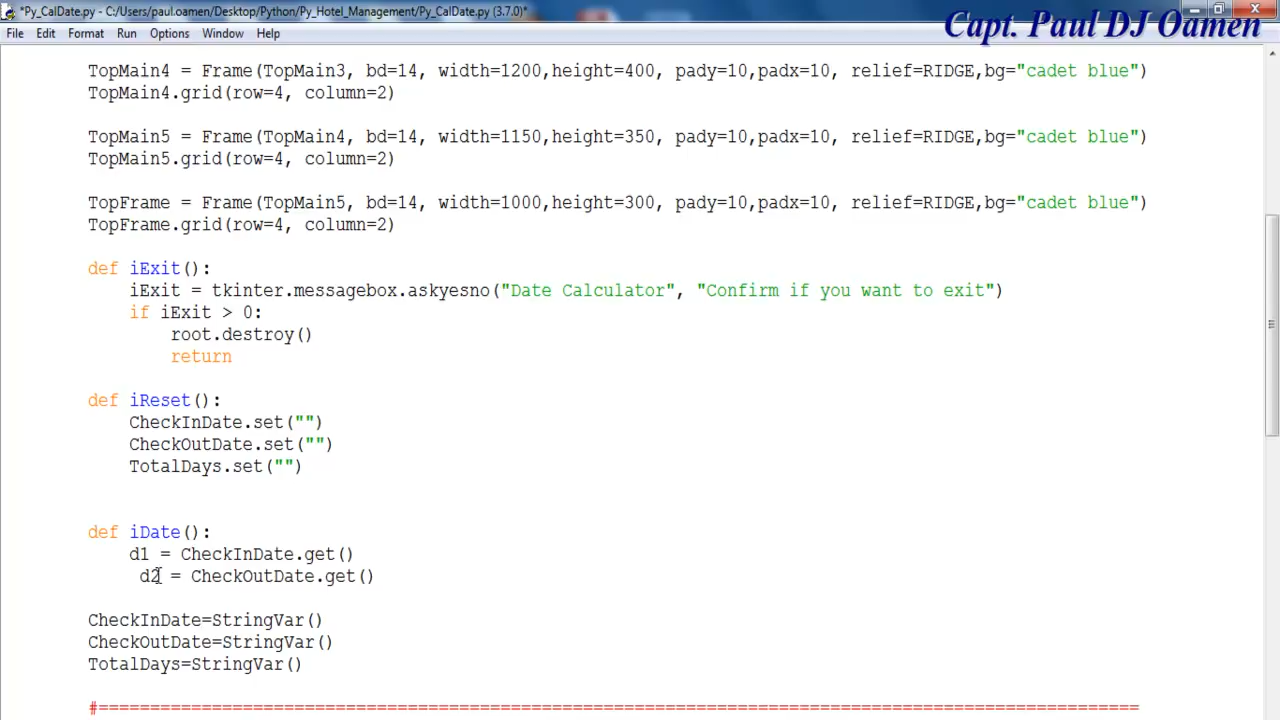 *Py_CalDate.py - C:/Users/paul.oamen/Desktop/Python/Py_Hotel_Management/Py_CalDate.py (3.7.0)*
Capt. Paul DJ Oamen
File Edit Format Run Options Window Help
TopMain4 = Frame(TopMain3, bd=14, width=1200,height=400, pady=10,padx=10, relief=RIDGE,bg="cadet blue")
TopMain4.grid(row=4, column=2)
TopMain5 = Frame(TopMain4, bd=14, width=1150,height=350, pady=10,padx=10, relief=RIDGE,bg="cadet blue")
TopMain5.grid(row=4, column=2)
TopFrame = Frame(TopMain5, bd=14, width=1000,height=300, pady=10,padx=10, relief=RIDGE,bg="cadet blue")
TopFrame.grid(row=4, column=2)
def iExit():
iExit = tkinter.messagebox.askyesno("Date Calculator", "Confirm if you want to exit")
if iExit > 0:
root.destroy()
return
def iReset():
CheckInDate.set("")
CheckOutDate.set("")
TotalDays.set("")
def iDate():
d1 = CheckInDate.get()
d2 = CheckOutDate.get()
CheckInDate=StringVar()
CheckOutDate=StringVar()
TotalDays=StringVar()
#======================================================================================================